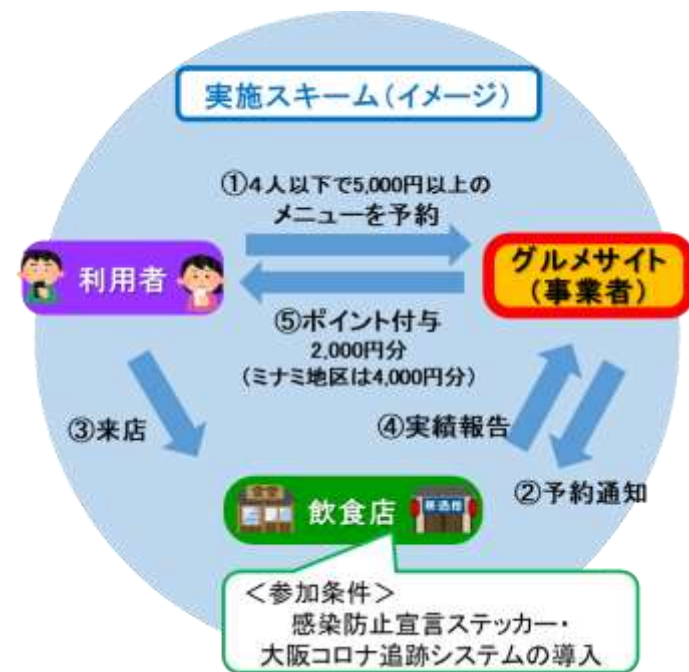 実施スキーム(イメージ)
①4人以下で5,000円以上の
メニューを予約
利用者
グルメサイト
(事業者)
⑤ポイント付与
2,000円分
(ミナミ地区は4,000円分)
③来店
④実績報告
②予約通知
食堂
飲食店
居酒屋
<参加条件>
感染防止宣言ステッカー・
大阪コロナ追跡システムの導入